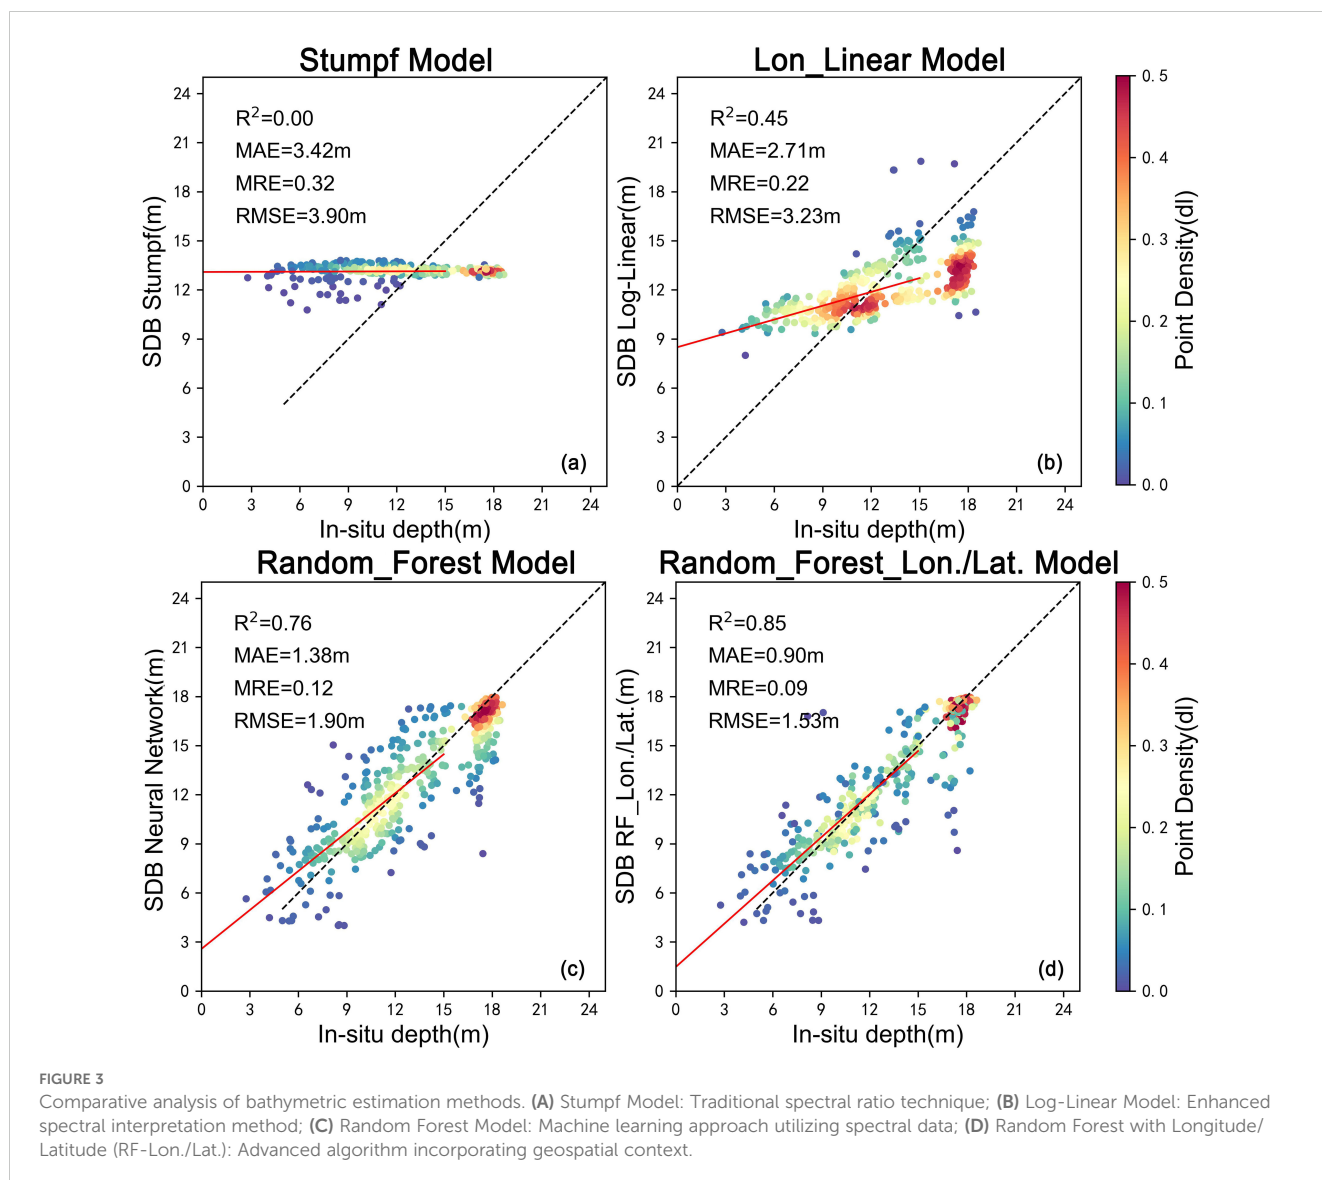 Stumpf Model
R²=0.00
MAE=3.42m
MRE=0.32
RMSE=3.90m
SDB Stumpf(m)
24
21
18
15
12
9
6
3
0
(a)
0 3 6 9 12 15 18 21 24
In-situ depth(m)
Lon_Linear Model
R²=0.45
MAE=2.71m
MRE=0.22
RMSE=3.23m
SDB Log-Linear(m)
24
21
18
15
12
9
6
3
0
(b)
0 3 6 9 12 15 18 21 24
In-situ depth(m)
0.5
0.4
0.3
0.2
0.1
0.0
Point Density(dl)
Random_Forest Model
R²=0.76
MAE=1.38m
MRE=0.12
RMSE=1.90m
SDB Neural Network(m)
24
21
18
15
12
9
6
3
0
(c)
0 3 6 9 12 15 18 21 24
In-situ depth(m)
Random_Forest_Lon./Lat. Model
R²=0.85
MAE=0.90m
MRE=0.09
RMSE=1.53m
SDB RF_Lon./Lat.(m)
24
21
18
15
12
9
6
3
0
(d)
0 3 6 9 12 15 18 21 24
In-situ depth(m)
0.5
0.4
0.3
0.2
0.1
0.0
Point Density(dl)
FIGURE 3
Comparative analysis of bathymetric estimation methods. (A) Stumpf Model: Traditional spectral ratio technique; (B) Log-Linear Model: Enhanced
spectral interpretation method; (C) Random Forest Model: Machine learning approach utilizing spectral data; (D) Random Forest with Longitude/
Latitude (RF-Lon./Lat.): Advanced algorithm incorporating geospatial context.